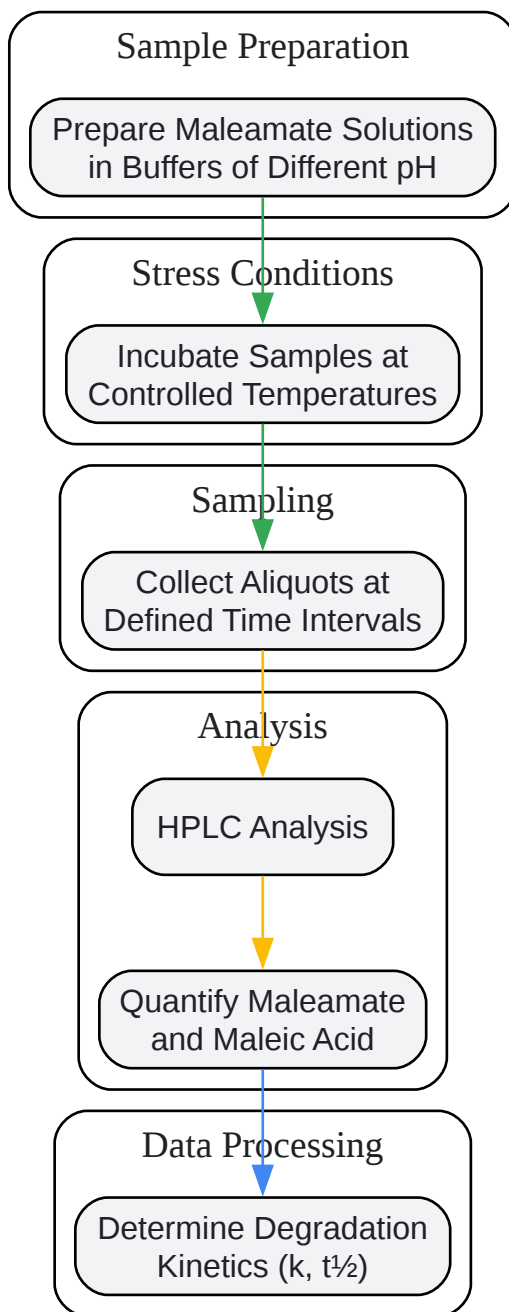 Sample Preparation
Prepare Maleamate Solutions
in Buffers of Different pH
Stress Conditions
Incubate Samples at
Controlled Temperatures
Sampling
Collect Aliquots at
Defined Time Intervals
Analysis
HPLC Analysis
Quantify Maleamate
and Maleic Acid
Data Processing
Determine Degradation
Kinetics (k, t½)